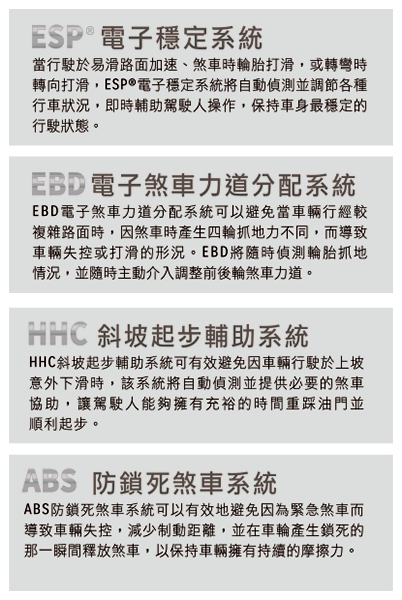 ESP® 電子穩定系統
當行駛於易滑路面加速、煞車時輪胎打滑，或轉彎時
轉向打滑，ESP®電子穩定系統將自動偵測並調節各種
行車狀況，即時輔助駕駛人操作，保持車身最穩定的
行駛狀態。
EBD電子煞車力道分配系統
EBD電子煞車力道分配系統可以避免當車輛行經較
複雜路面時，因煞車時產生四輪抓地力不同，而導致
車輛失控或打滑的形況。EBD將隨時偵測輪胎抓地
情況，並隨時主動介入調整前後輪煞車力道。
HHC 斜坡起步輔助系統
HHC斜坡起步輔助系統可有效避免因車輛行駛於上坡
意外下滑時，該系統將自動偵測並提供必要的煞車
協助，讓駕駛人能夠擁有充裕的時間重踩油門並
順利起步。
ABS 防鎖死煞車系統
ABS防鎖死煞車系統可以有效地避免因為緊急煞車而
導致車輛失控，減少制動距離，並在車輪產生鎖死的
那一瞬間釋放煞車，以保持車輛擁有持續的摩擦力。